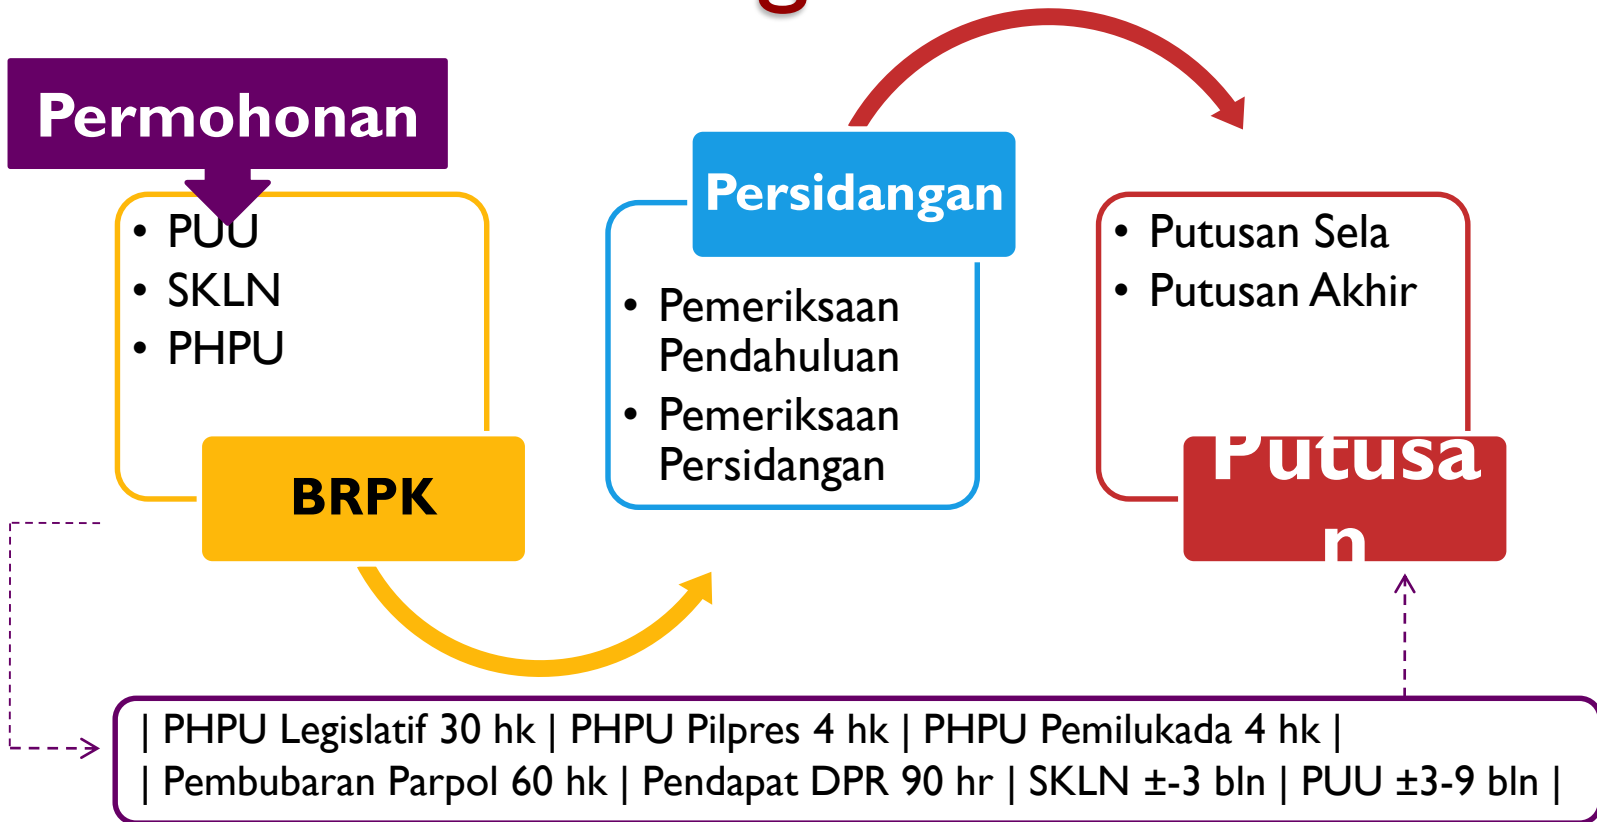 Permohonan
• PUU
• SKLN
• PHPU
BRPK
Persidangan
• Pemeriksaan
Pendahuluan
• Pemeriksaan
Persidangan
• Putusan Sela
• Putusan Akhir
Putusa
n
| PHPU Legislatif 30 hk | PHPU Pilpres 4 hk | PHPU Pemilukada 4 hk |
| Pembubaran Parpol 60 hk | Pendapat DPR 90 hr | SKLN ±-3 bln | PUU ±3-9 bln |